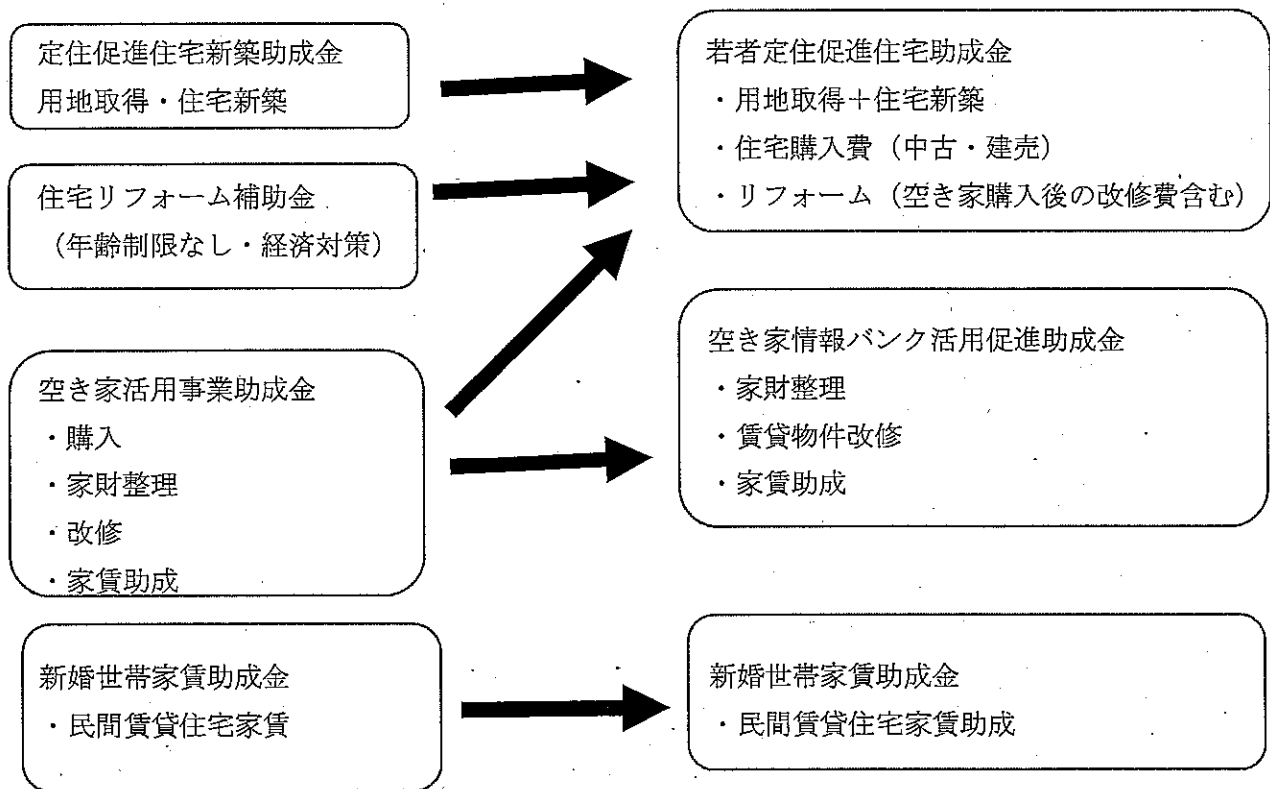 定住促進住宅新築助成金
用地取得・住宅新築
住宅リフォーム補助金
(年齢制限なし・経済対策)
空き家活用事業助成金
・購入
・家財整理
・改修
・家賃助成
新婚世帯家賃助成金
・民間賃貸住宅家賃
若者定住促進住宅助成金
・用地取得+住宅新築
・住宅購入費(中古・建売)
・リフォーム(空き家購入後の改修費含む)
空き家情報バンク活用促進助成金
・家財整理
・賃貸物件改修
・家賃助成
新婚世帯家賃助成金
・民間賃貸住宅家賃助成